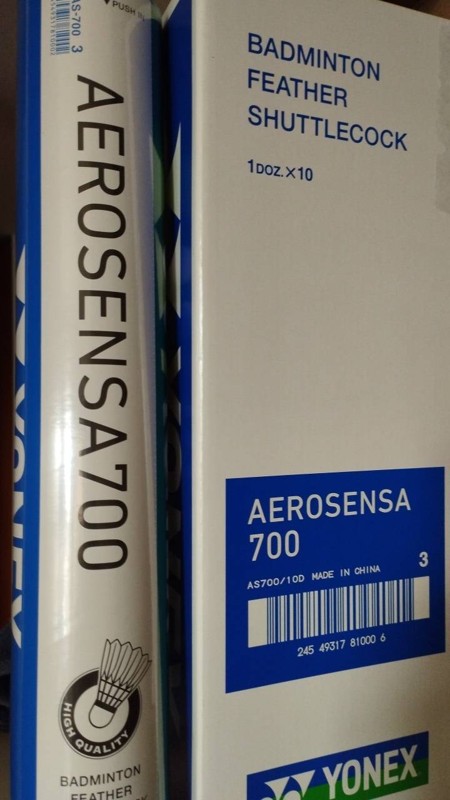 PUSH
AS-700 3
AEROSENSA700
YONEX
HIGH QUALITY
BADMINTON
FEATHER
BADMINTON
FEATHER
SHUTTLECOCK
1DOZ.×10
AEROSENSA
700
3
AS700/10D MADE IN CHINA
245 49317 81000 6
YONEX